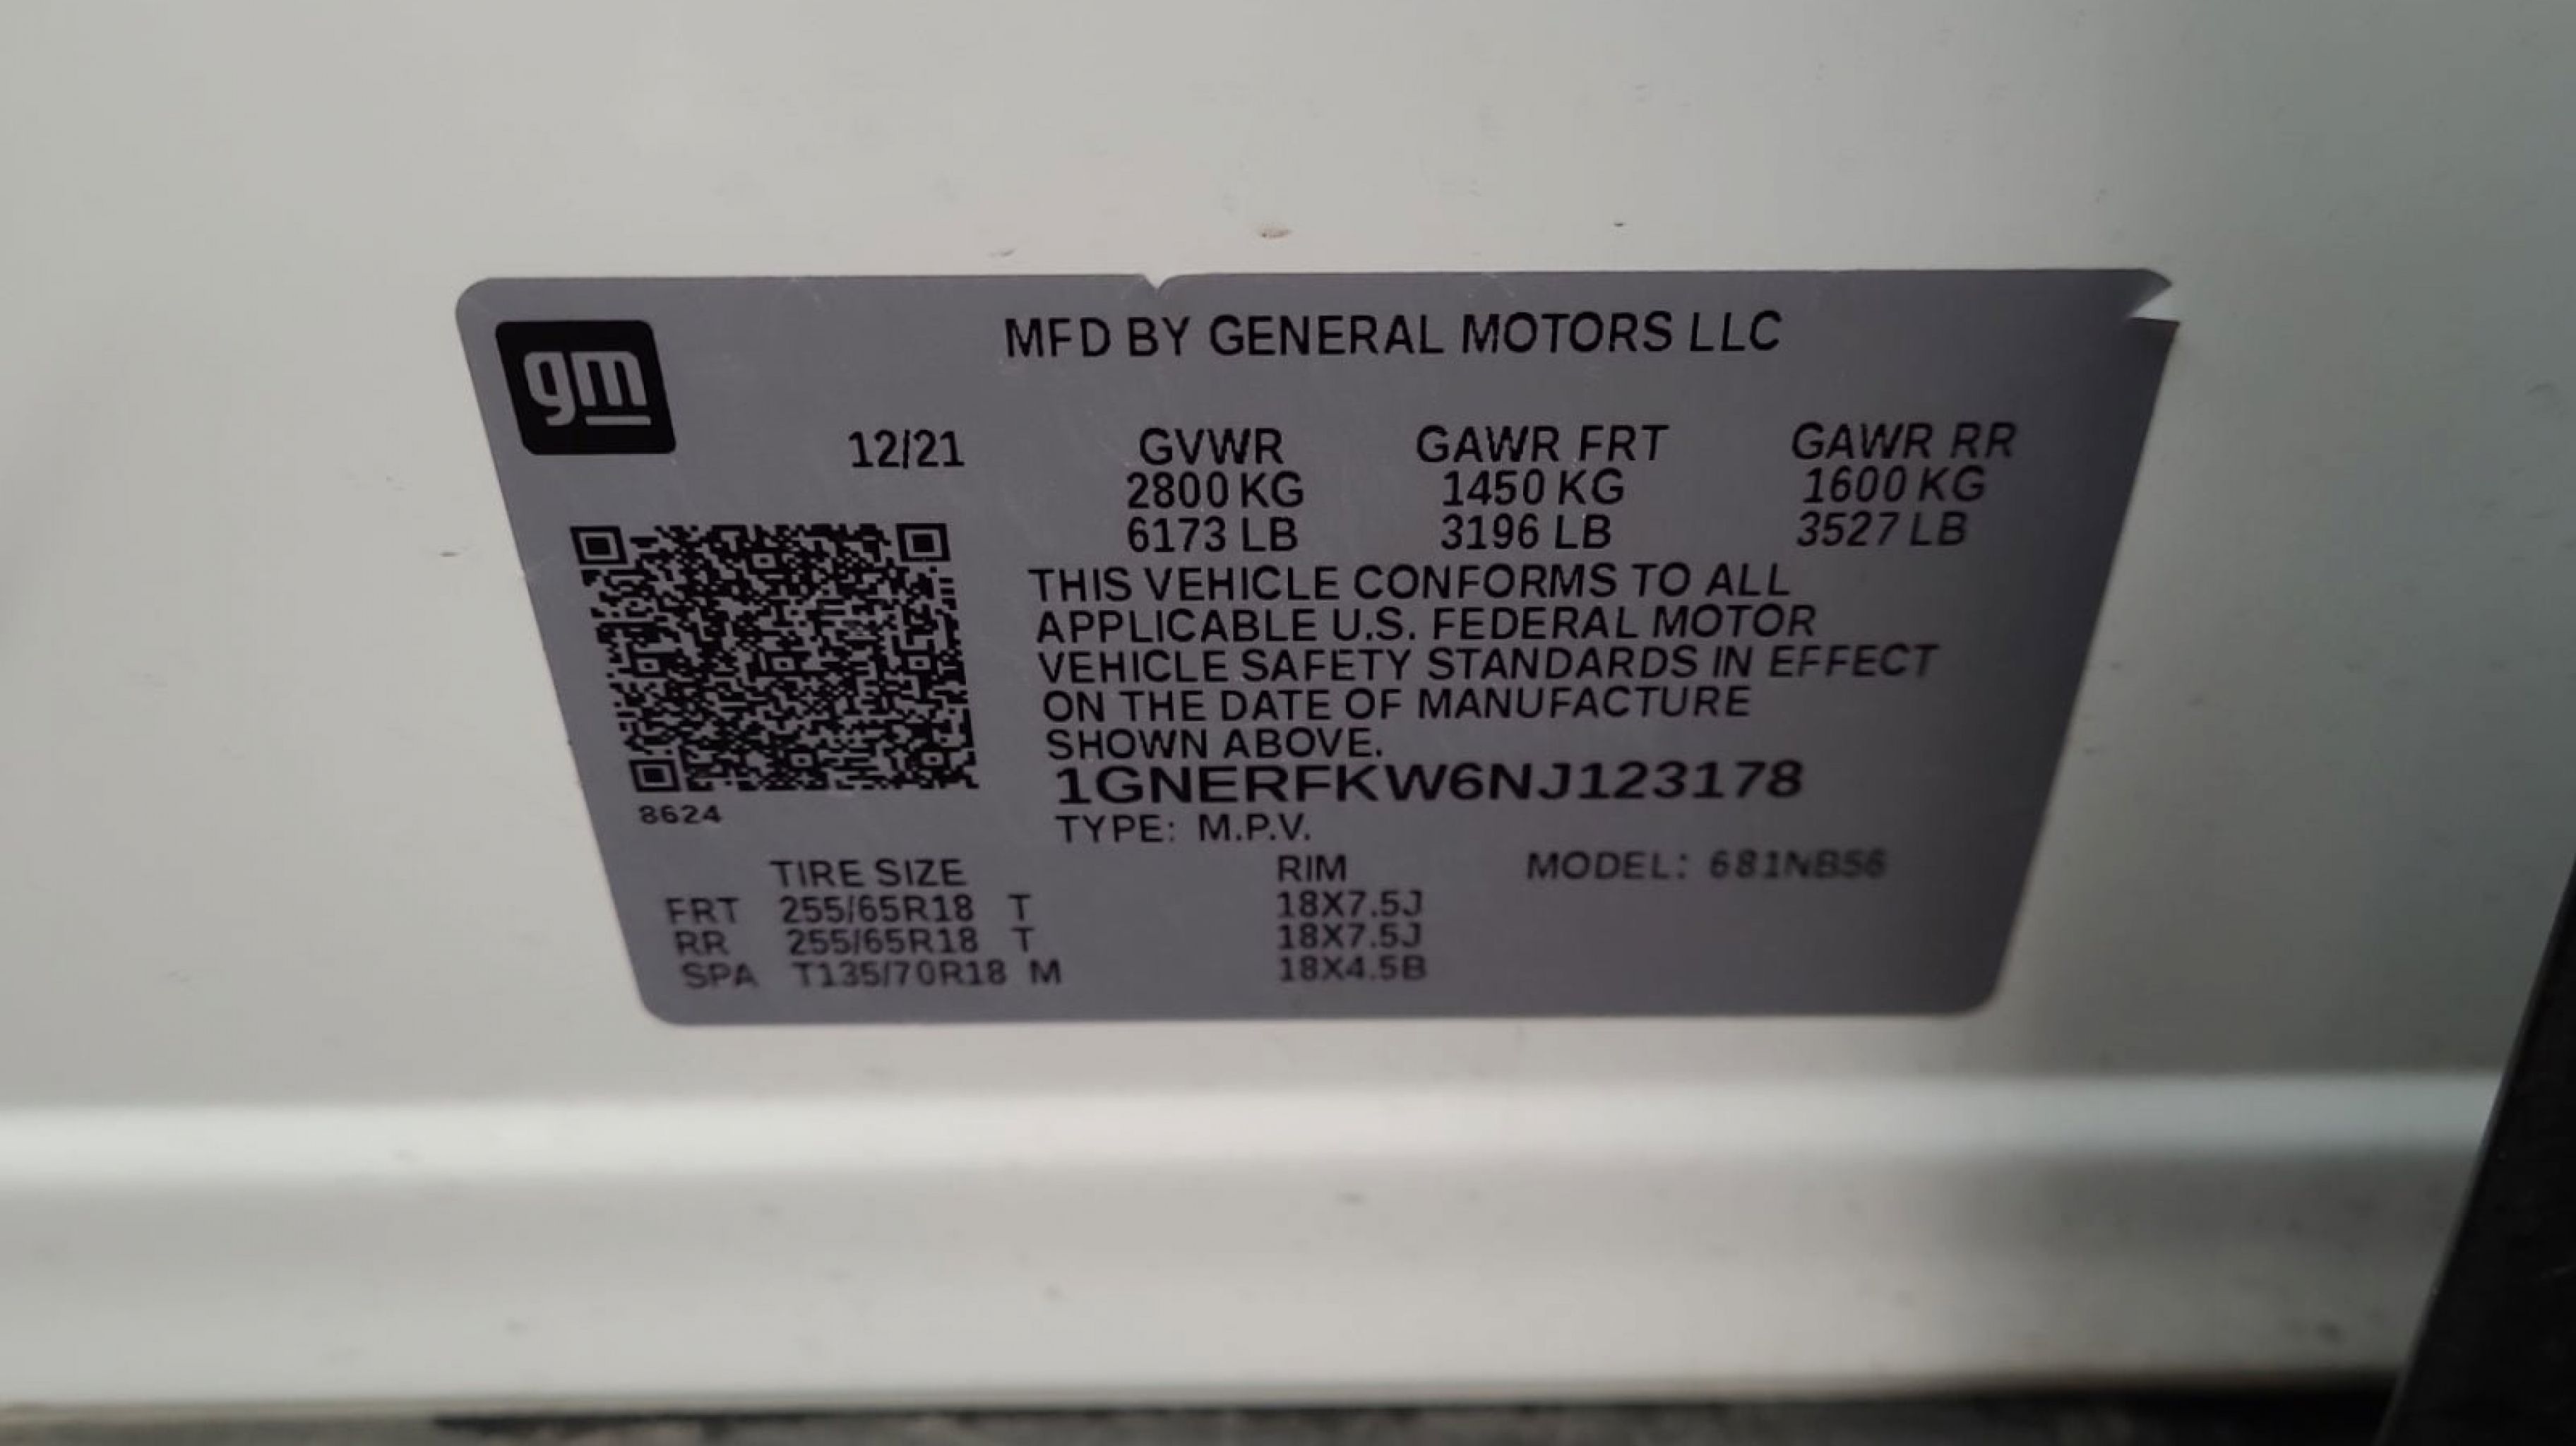 gm
MFD BY GENERAL MOTORS LLC
12/21 GVWR GAWR FRT GAWR RR
2800 KG 1450 KG 1600 KG
6173 LB 3196 LB 3527 LB
THIS VEHICLE CONFORMS TO ALL
APPLICABLE U.S. FEDERAL MOTOR
VEHICLE SAFETY STANDARDS IN EFFECT
ON THE DATE OF MANUFACTURE
SHOWN ABOVE.
1GNERFKW6NJ123178
8624
TYPE: M.P.V.
TIRE SIZE RIM MODEL: 681NB56
FRT 255/65R18 T 18X7.5J
RR 255/65R18 T 18X7.5J
SPA T135/70R18 M 18X4.5B